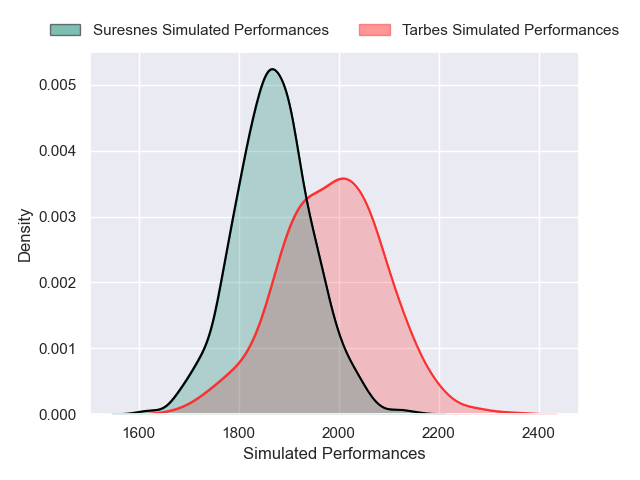 Suresnes Simulated Performances Tarbes Simulated Performances
0.005
0.004
0.003
0.002
0.001
0.000
Density
1600 1800 2000 2200 2400
Simulated Performances